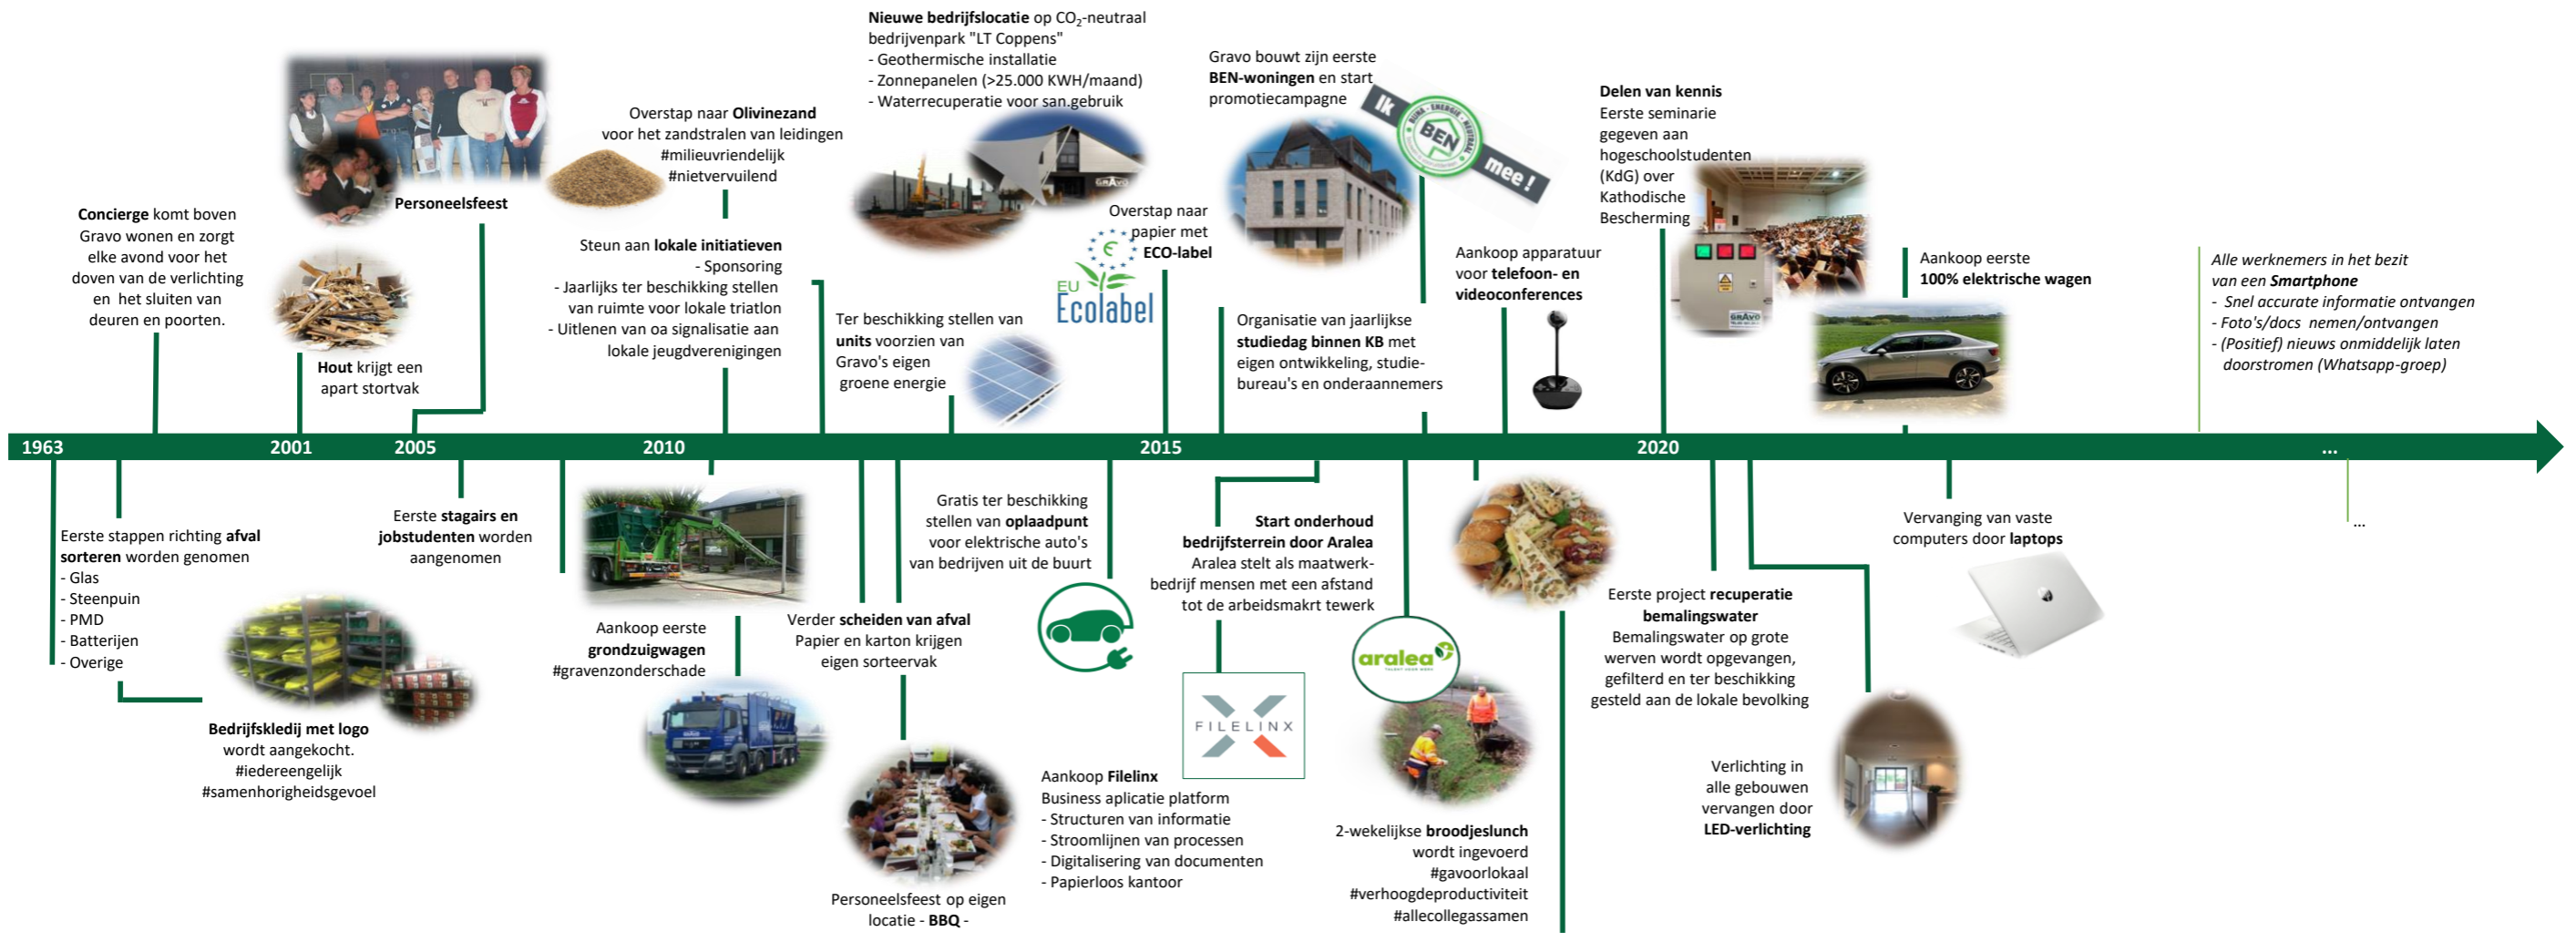 Nieuwe bedrijfslocatie op CO₂-neutraal
bedrijvenpark "LT Coppens"
- Geothermische installatie
- Zonnepanelen (>25.000 KWH/maand)
- Waterrecuperatie voor san.gebruik
Gravo bouwt zijn eerste
BEN-woningen en start
promotiecampagne
Ik
BIJNA-ENERGIE-NEUTRAAL
BEN
mee !
Delen van kennis
Eerste seminarie
gegeven aan
hogeschoolstudenten
(KdG) over
Kathodische
Bescherming
Overstap naar Olivinezand
voor het zandstralen van leidingen
#milieuvriendelijk
#nietvervuilend
Personeelsfeest
Concierge komt boven
Gravo wonen en zorgt
elke avond voor het
doven van de verlichting
en het sluiten van
deuren en poorten.
Hout krijgt een
apart stortvak
Steun aan lokale initiatieven
- Sponsoring
- Jaarlijks ter beschikking stellen
van ruimte voor lokale triatlon
- Uitlenen van oa signalisatie aan
lokale jeugdverenigingen
GRAVO
Overstap naar
papier met
ECO-label
EU
Ecolabel
Ter beschikking stellen van
units voorzien van
Gravo's eigen
groene energie
Organisatie van jaarlijkse
studiedag binnen KB met
eigen ontwikkeling, studie-
bureau's en onderaannemers
Aankoop apparatuur
voor telefoon- en
videoconferences
GRAVO
Aankoop eerste
100% elektrische wagen
Alle werknemers in het bezit
van een Smartphone
- Snel accurate informatie ontvangen
- Foto's/docs nemen/ontvangen
- (Positief) nieuws onmiddelijk laten
doorstromen (Whatsapp-groep)
1963 2001 2005 2010 2015 2020 ...
Eerste stappen richting afval
sorteren worden genomen
- Glas
- Steenpuin
- PMD
- Batterijen
- Overige
Bedrijfskledij met logo
wordt aangekocht.
#iedereengelijk
#samenhorigheidsgevoel
Eerste stagairs en
jobstudenten worden
aangenomen
Aankoop eerste
grondzuigwagen
#gravenzonderschade
Verder scheiden van afval
Papier en karton krijgen
eigen sorteervak
Personeelsfeest op eigen
locatie - BBQ -
Gratis ter beschikking
stellen van oplaadpunt
voor elektrische auto's
van bedrijven uit de buurt
Start onderhoud
bedrijfsterrein door Aralea
Aralea stelt als maatwerk-
bedrijf mensen met een afstand
tot de arbeidsmakrt tewerk
FILELINX
Aankoop Filelinx
Business aplicatie platform
- Structuren van informatie
- Stroomlijnen van processen
- Digitalisering van documenten
- Papierloos kantoor
aralea
2-wekelijkse broodjeslunch
wordt ingevoerd
#gavoorlokaal
#verhoogdeproductiviteit
#allecollegassamen
Eerste project recuperatie
bemalingswater
Bemalingswater op grote
werven wordt opgevangen,
gefilterd en ter beschikking
gesteld aan de lokale bevolking
Verlichting in
alle gebouwen
vervangen door
LED-verlichting
Vervanging van vaste
computers door laptops
...